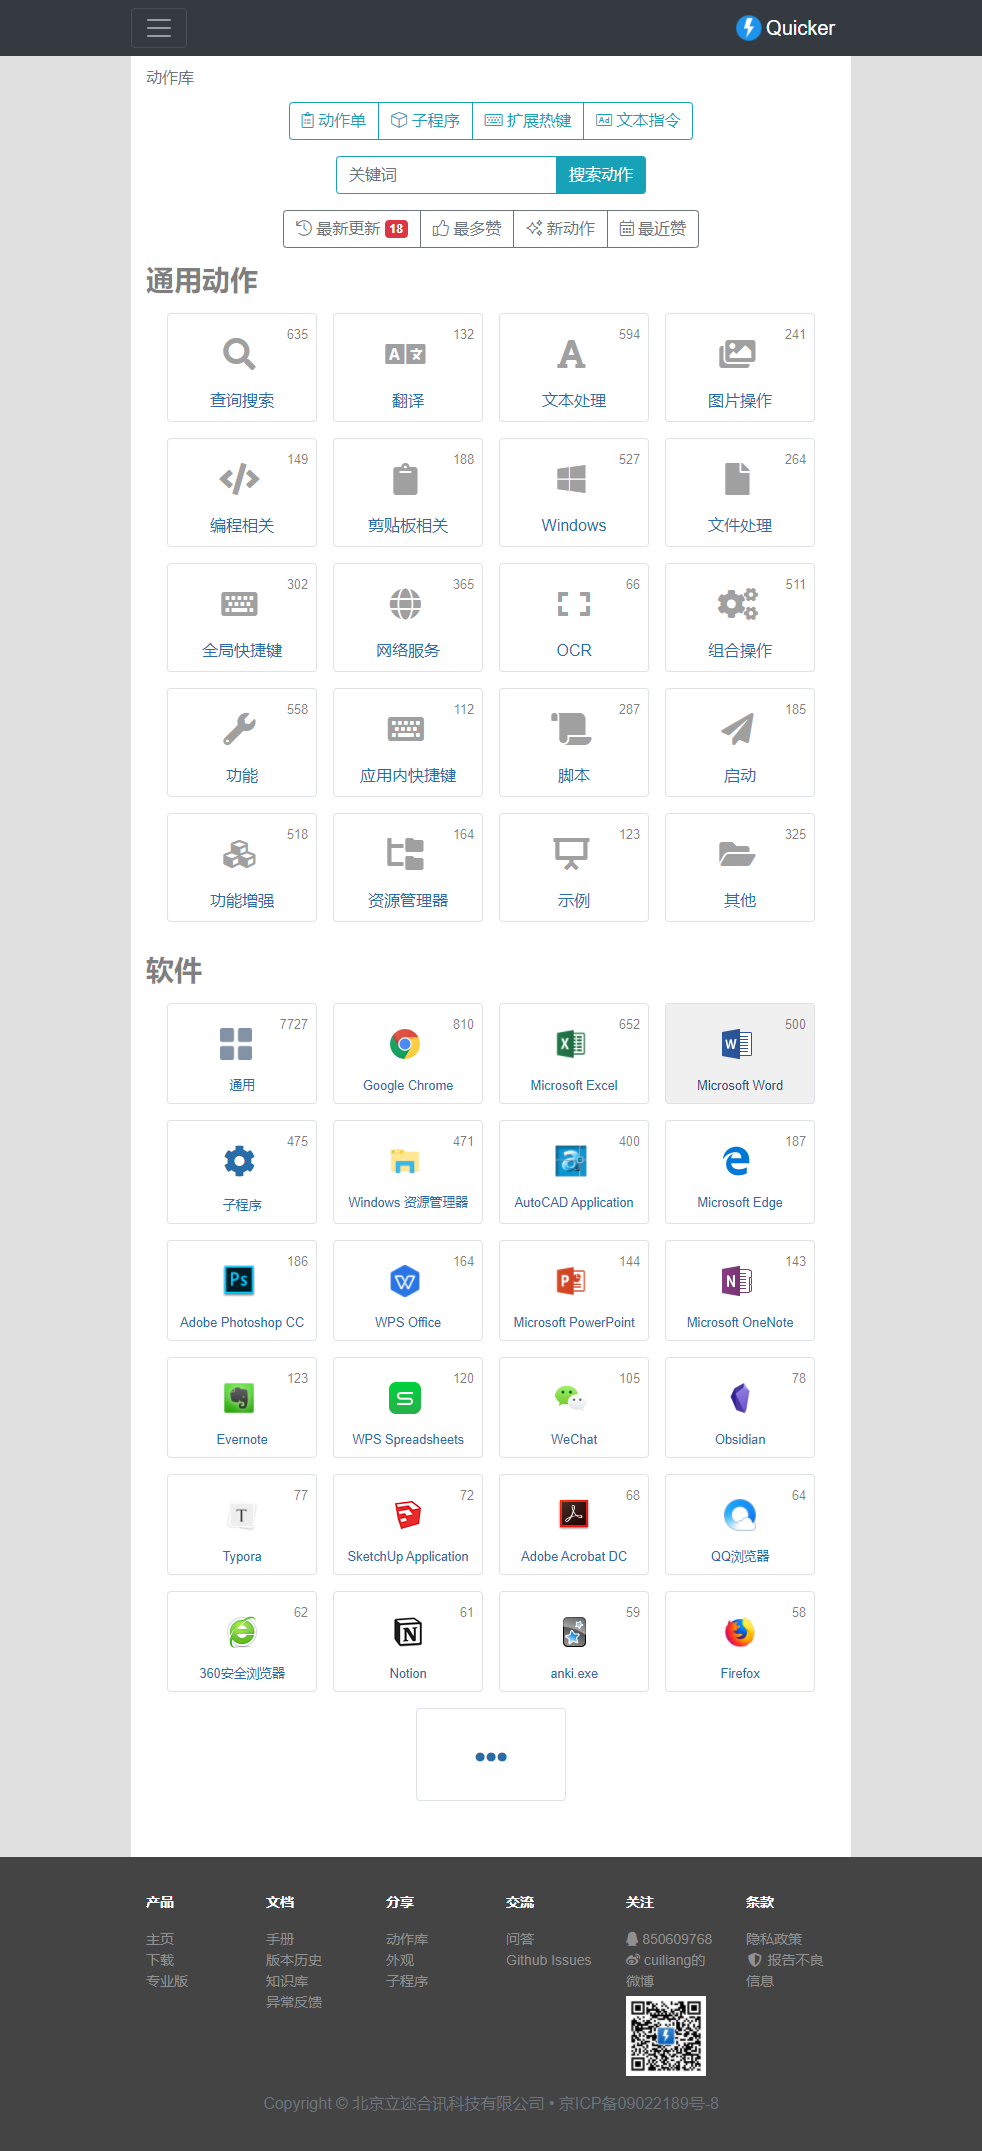 Quicker
动作库
动作单 子程序 扩展热键 文本指令
关键词 搜索动作
最新更新 18 最多赞 新动作 最近赞
通用动作
635 132 594 241
查询搜索 翻译 文本处理 图片操作
149 188 527 264
编程相关 剪贴板相关 Windows 文件处理
302 365 66 511
全局快捷键 网络服务 OCR 组合操作
558 112 287 185
功能 应用内快捷键 脚本 启动
518 164 123 325
功能增强 资源管理器 示例 其他
软件
7727 810 652 500
通用 Google Chrome Microsoft Excel Microsoft Word
475 471 400 187
子程序 Windows 资源管理器 AutoCAD Application Microsoft Edge
186 164 144 143
Adobe Photoshop CC WPS Office Microsoft PowerPoint Microsoft OneNote
123 120 105 78
Evernote WPS Spreadsheets WeChat Obsidian
77 72 68 64
Typora SketchUp Application Adobe Acrobat DC QQ浏览器
62 61 59 58
360安全浏览器 Notion anki.exe Firefox
产品 文档 分享 交流 关注 条款
主页 手册 动作库 问答 850609768 隐私政策
下载 版本历史 外观 Github Issues cuiliang的 报告不良
专业版 知识库 子程序 微博 信息
异常反馈
Copyright © 北京立迩合讯科技有限公司 • 京ICP备09022189号-8